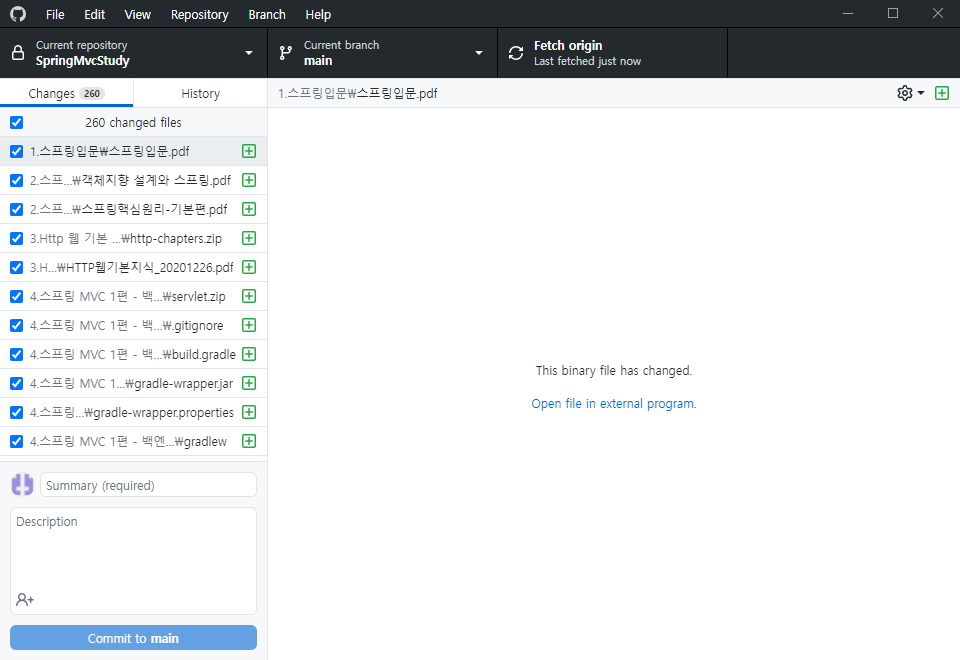 File Edit View Repository Branch Help
Current repository
SpringMvcStudy
Current branch
main
Fetch origin
Last fetched just now
Changes 260
History
1.스프링입문₩스프링입문.pdf
260 changed files
1.스프링입문₩스프링입문.pdf
2.스프...₩객체지향 설계와 스프링.pdf
2.스프...₩스프링핵심원리-기본편.pdf
3.Http 웹 기본 ...₩http-chapters.zip
3.H...₩HTTP웹기본지식_20201226.pdf
4.스프링 MVC 1편 - 백...₩servlet.zip
4.스프링 MVC 1편 - 백...₩.gitignore
4.스프링 MVC 1편 - 백...₩build.gradle
4.스프링 MVC 1...₩gradle-wrapper.jar
4.스프링...₩gradle-wrapper.properties
4.스프링 MVC 1편 - 백엔...₩gradlew
This binary file has changed.
Open file in external program.
Summary (required)
Description
Commit to main